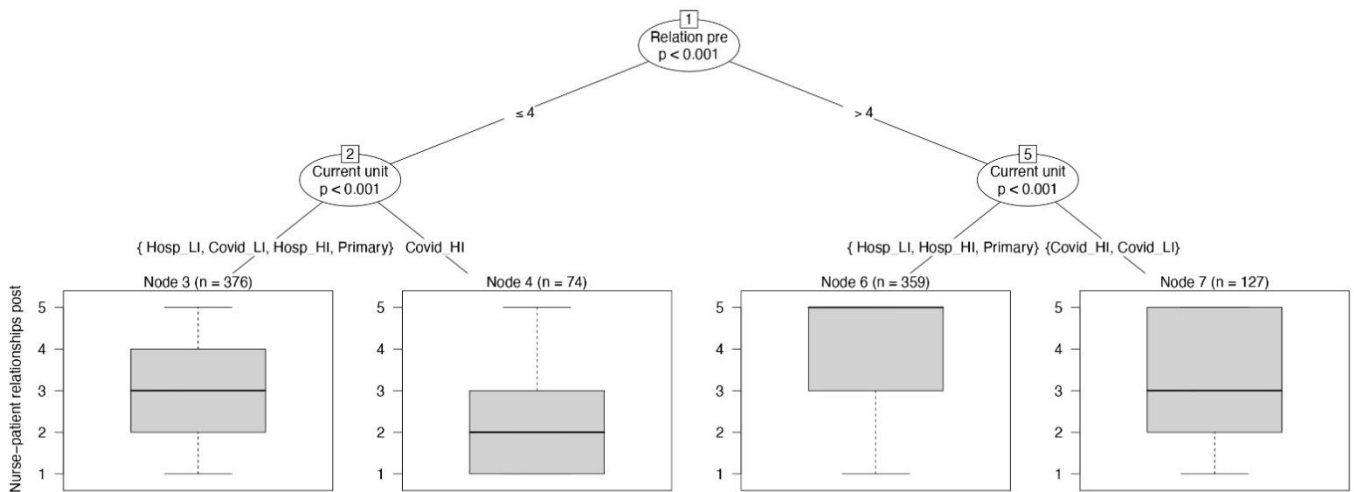 1
Relation pre
p < 0.001
≤ 4
> 4
2
Current unit
p < 0.001
5
Current unit
p < 0.001
{ Hosp_LI, Covid_LI, Hosp_HI, Primary}
Covid_HI
{ Hosp_LI, Hosp_HI, Primary}
{Covid_HI, Covid_LI}
Nurse−patient relationships post
Node 3 (n = 376)
5
4
3
2
1
Node 4 (n = 74)
5
4
3
2
1
Node 6 (n = 359)
5
4
3
2
1
Node 7 (n = 127)
5
4
3
2
1